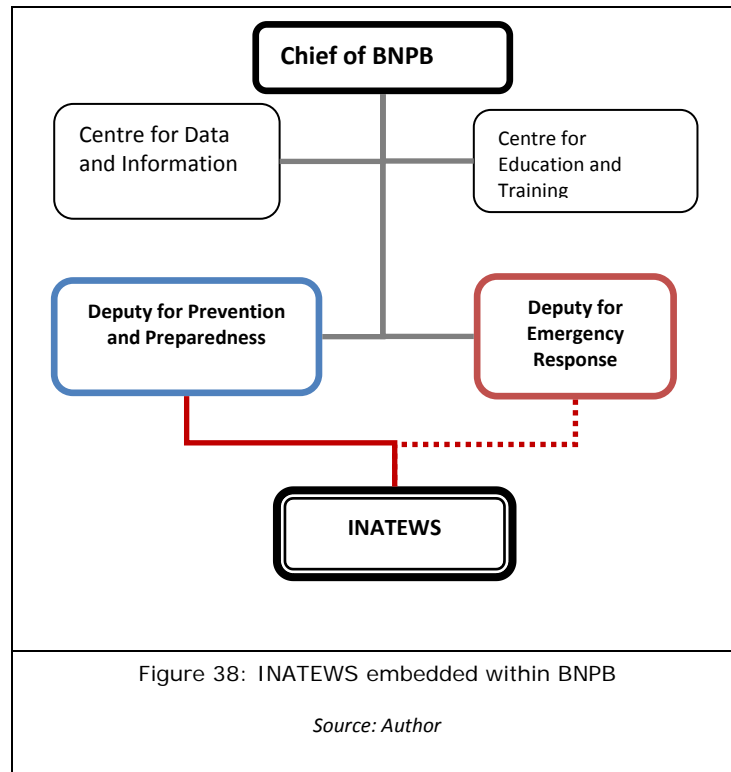 Chief of BNPB
Centre for Data
and Information
Centre for
Education and
Training
Deputy for Prevention
and Preparedness
Deputy for
Emergency
Response
INATEWS
Figure 38: INATEWS embedded within BNPB
Source: Author